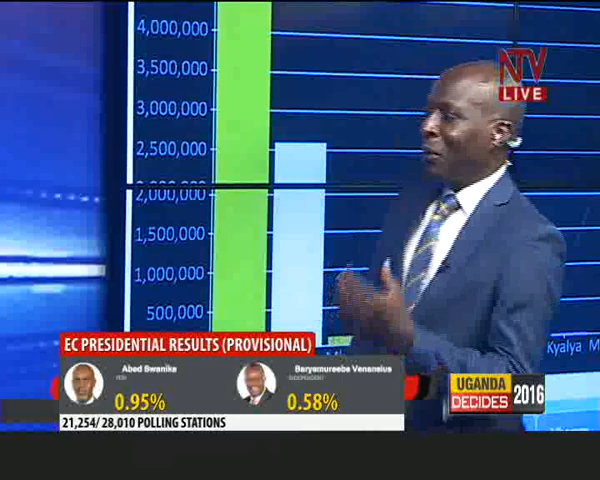 4,000,000
3,500,000
3,000,000
2,500,000
2,000,000
1,500,000
1,000,000
500,000
NTV
LIVE
Kyalya M
EC PRESIDENTIAL RESULTS (PROVISIONAL)
Abed Bwanika
0.95%
Baryamureeba Venansius
INDEPENDENT
0.58%
21,254/ 28,010 POLLING STATIONS
UGANDA
DECIDES
2016